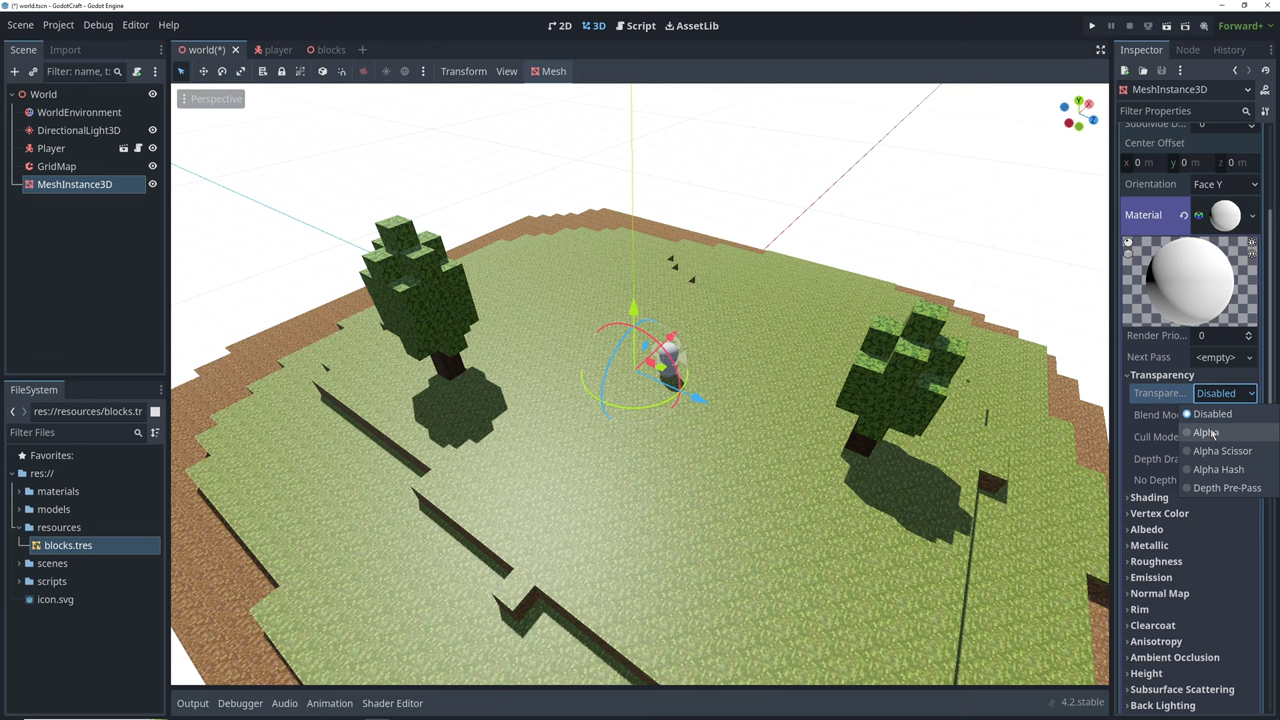 (*) world.tscn - GodotCraft - Godot Engine
Scene Project Debug Editor Help
2D 3D Script AssetLib
Forward+
Scene Import
world(*) player blocks
Inspector Node History
Filter: name, t:
Transform View Mesh
World
WorldEnvironment
DirectionalLight3D
Player
GridMap
MeshInstance3D
Perspective
Y X Z
FileSystem
res://resources/blocks.tr
Filter Files
Favorites:
res://
materials
models
resources
blocks.tres
scenes
scripts
icon.svg
Output Debugger Audio Animation Shader Editor
4.2.stable
MeshInstance3D
Filter Properties
Subdivide D... 0
Center Offset
x 0 m y 0 m z 0 m
Orientation Face Y
Material
Render Prio... 0
Next Pass <empty>
Transparency
Transpare... Disabled
Blend Mo
Cull Mode
Depth Dra
No Depth
Disabled
Alpha
Alpha Scissor
Alpha Hash
Depth Pre-Pass
Shading
Vertex Color
Albedo
Metallic
Roughness
Emission
Normal Map
Rim
Clearcoat
Anisotropy
Ambient Occlusion
Height
Subsurface Scattering
Back Lighting